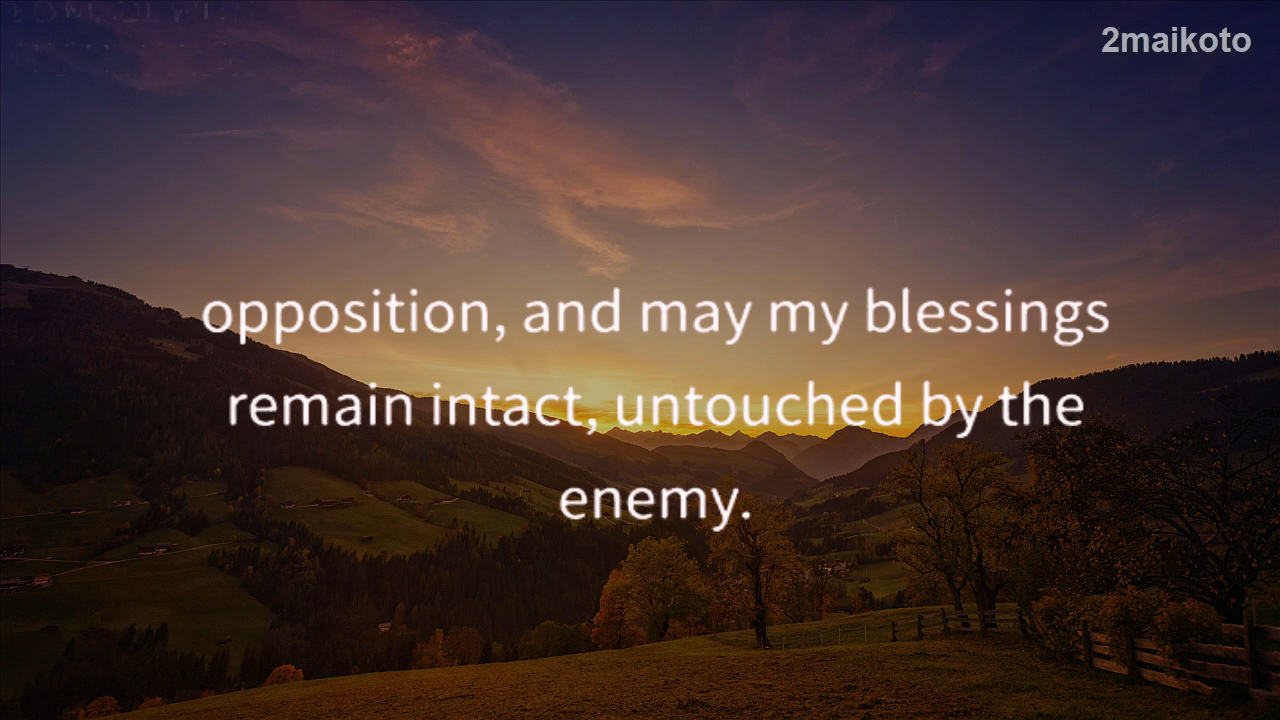 2maikoto
opposition, and may my blessings
remain intact, untouched by the
enemy.